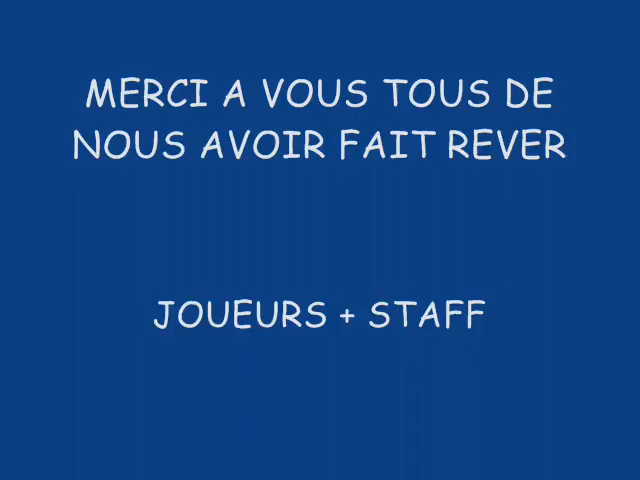 MERCI A VOUS TOUS DE
NOUS AVOIR FAIT REVER
JOUEURS + STAFF